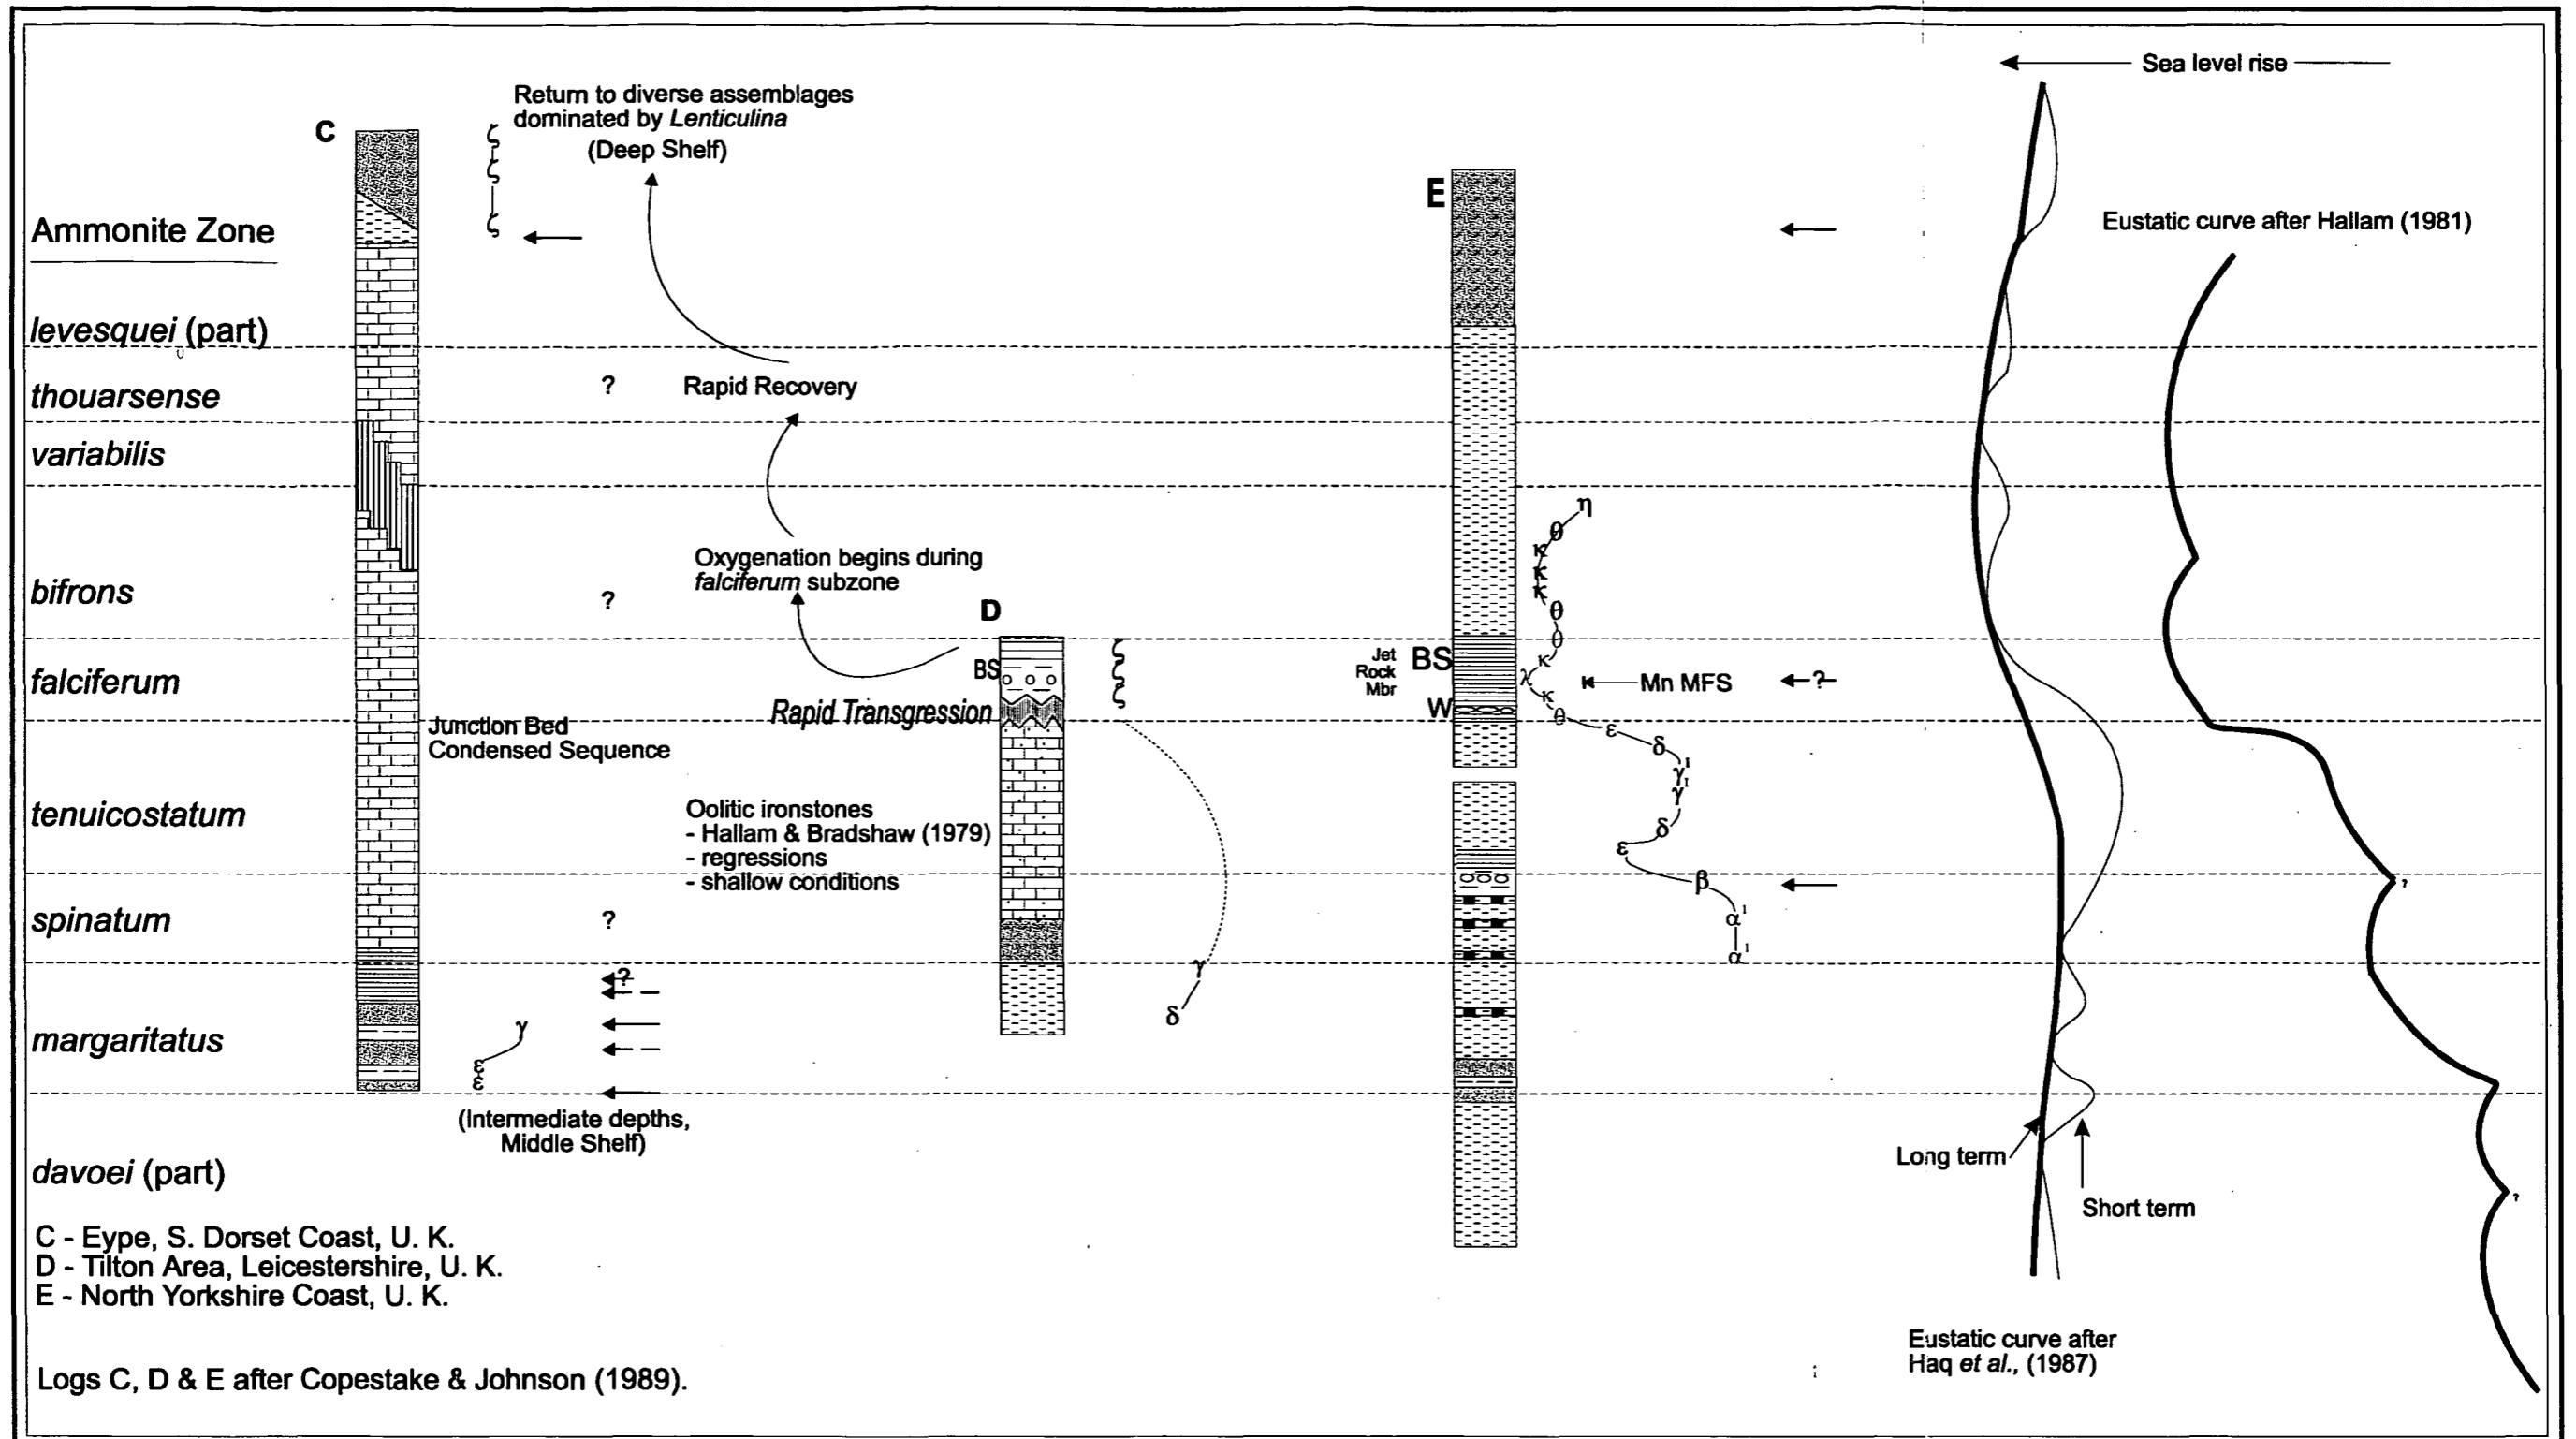 Sea level rise
Return to diverse assemblages
dominated by Lenticulina
(Deep Shelf)
C
ζ
ζ
ζ
E
Ammonite Zone
Eustatic curve after Hallam (1981)
levesquei (part)
thouarsense
?
Rapid Recovery
variabilis
η
θ
κ
κ
κ
θ
θ
κ
χ
κ
θ
ε
δ
γ¹
γ¹
δ
ε
β
α¹
α¹
Oxygenation begins during
falciferum subzone
bifrons
?
D
BS
ζ
ζ
ζ
Jet
Rock
Mbr
BS
falciferum
Mn MFS
?
W
Rapid Transgression
Junction Bed
Condensed Sequence
tenuicostatum
Oolitic ironstones
- Hallam & Bradshaw (1979)
- regressions
- shallow conditions
?
spinatum
?
?
γ
δ
margaritatus
γ
ε
ε
(Intermediate depths,
Middle Shelf)
davoei (part)
Long term
Short term
?
C - Eype, S. Dorset Coast, U. K.
D - Tilton Area, Leicestershire, U. K.
E - North Yorkshire Coast, U. K.
Eustatic curve after
Haq et al., (1987)
Logs C, D & E after Copestake & Johnson (1989).